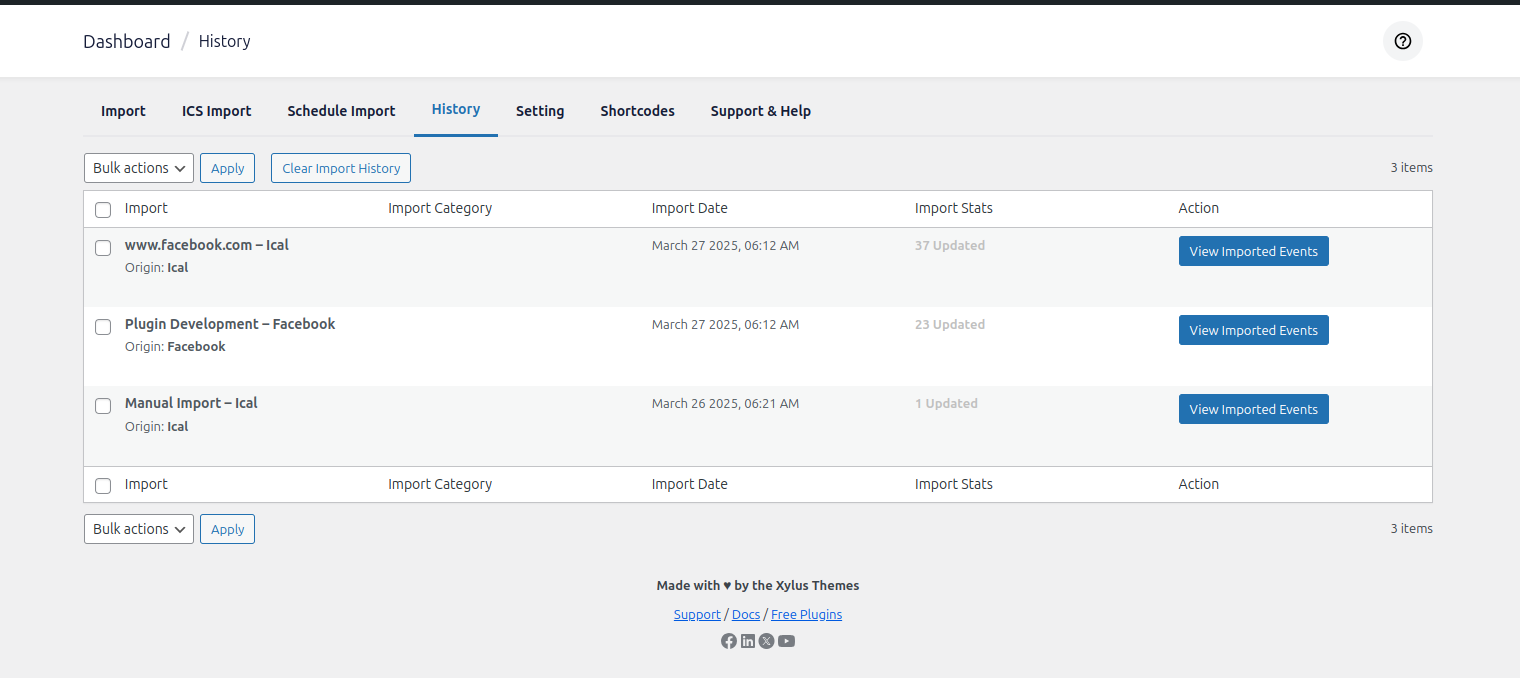 Dashboard / History
Import ICS Import Schedule Import History Setting Shortcodes Support & Help
Bulk actions Apply Clear Import History 3 items
Import Import Category Import Date Import Stats Action
www.facebook.com – Ical March 27 2025, 06:12 AM 37 Updated View Imported Events
Origin: Ical
Plugin Development – Facebook March 27 2025, 06:12 AM 23 Updated View Imported Events
Origin: Facebook
Manual Import – Ical March 26 2025, 06:21 AM 1 Updated View Imported Events
Origin: Ical
Import Import Category Import Date Import Stats Action
Bulk actions Apply 3 items
Made with ♥ by the Xylus Themes
Support / Docs / Free Plugins